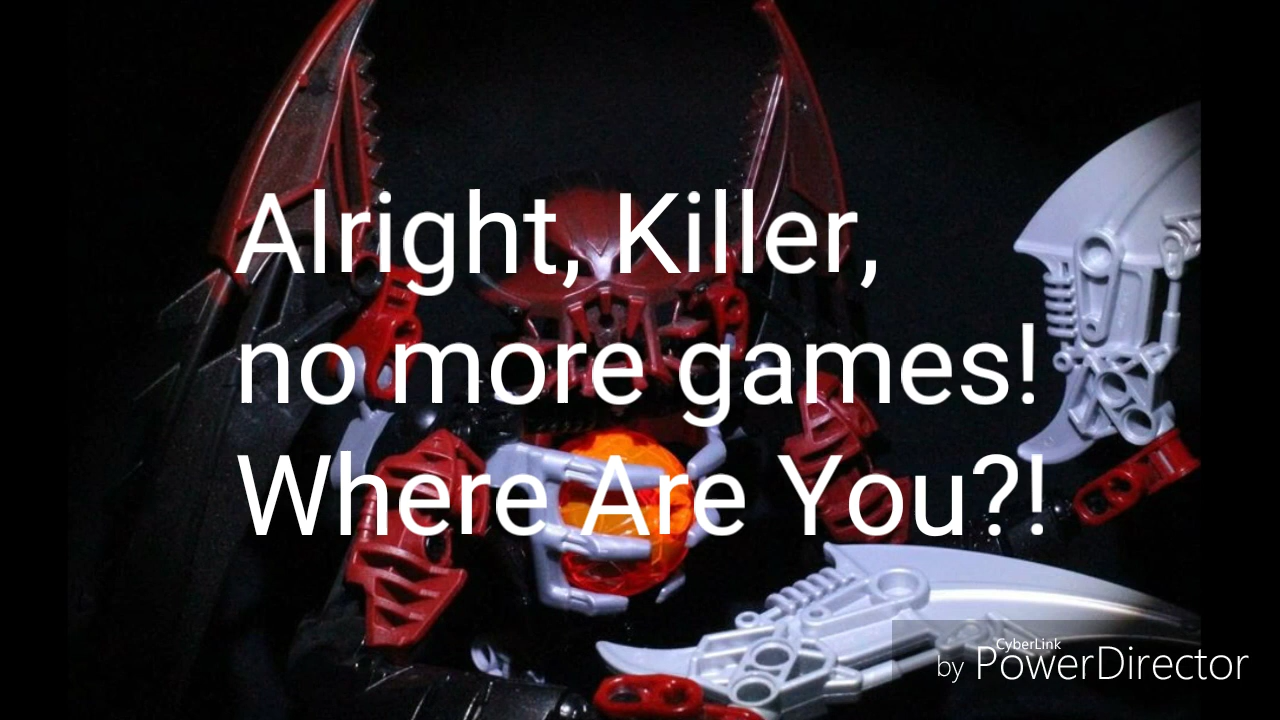 Alright, Killer,
no more games!
Where Are You?!
CyberLink
by PowerDirector